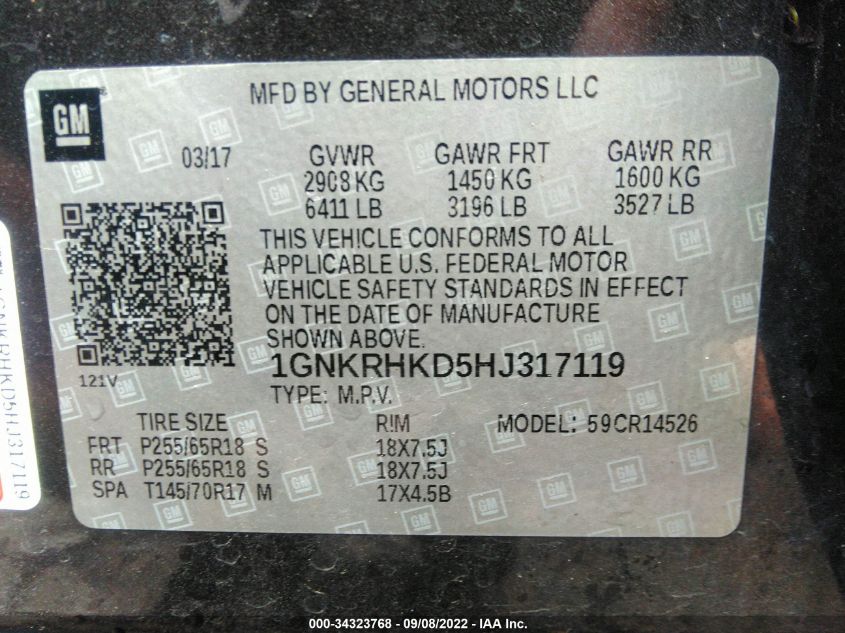 MFD BY GENERAL MOTORS LLC
GM
03/17 GVWR GAWR FRT GAWR RR
2908 KG 1450 KG 1600 KG
6411 LB 3196 LB 3527 LB
THIS VEHICLE CONFORMS TO ALL
APPLICABLE U.S. FEDERAL MOTOR
VEHICLE SAFETY STANDARDS IN EFFECT
ON THE DATE OF MANUFACTURE
SHOWN ABOVE.
121V
1GNKRHKD5HJ317119
TYPE: M.P.V.
TIRE SIZE RIM MODEL: 59CR14526
FRT P255/65R18 S 18X7.5J
RR P255/65R18 S 18X7.5J
SPA T145/70R17 M 17X4.5B
1GNKRHKD5HJ317119
000-34323768 - 09/08/2022 - IAAI.com